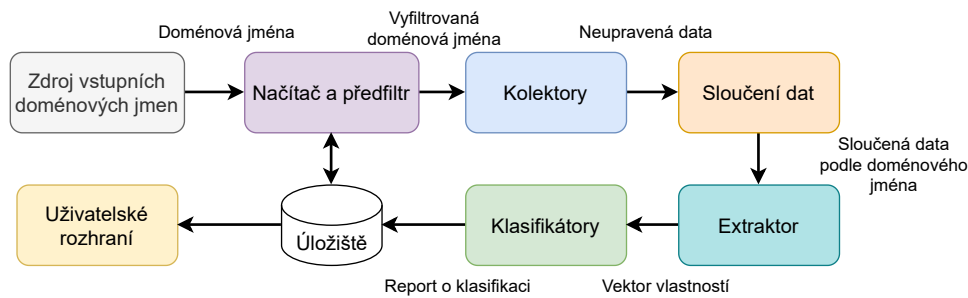 Doménová jména
Vyfiltrovaná
doménová jména
Neupravená data
Zdroj vstupních
doménových jmen
Načítač a předfiltr
Kolektory
Sloučení dat
Sloučená data
podle doménového
jména
Uživatelské
rozhraní
Úložiště
Klasifikátory
Extraktor
Report o klasifikaci
Vektor vlastností